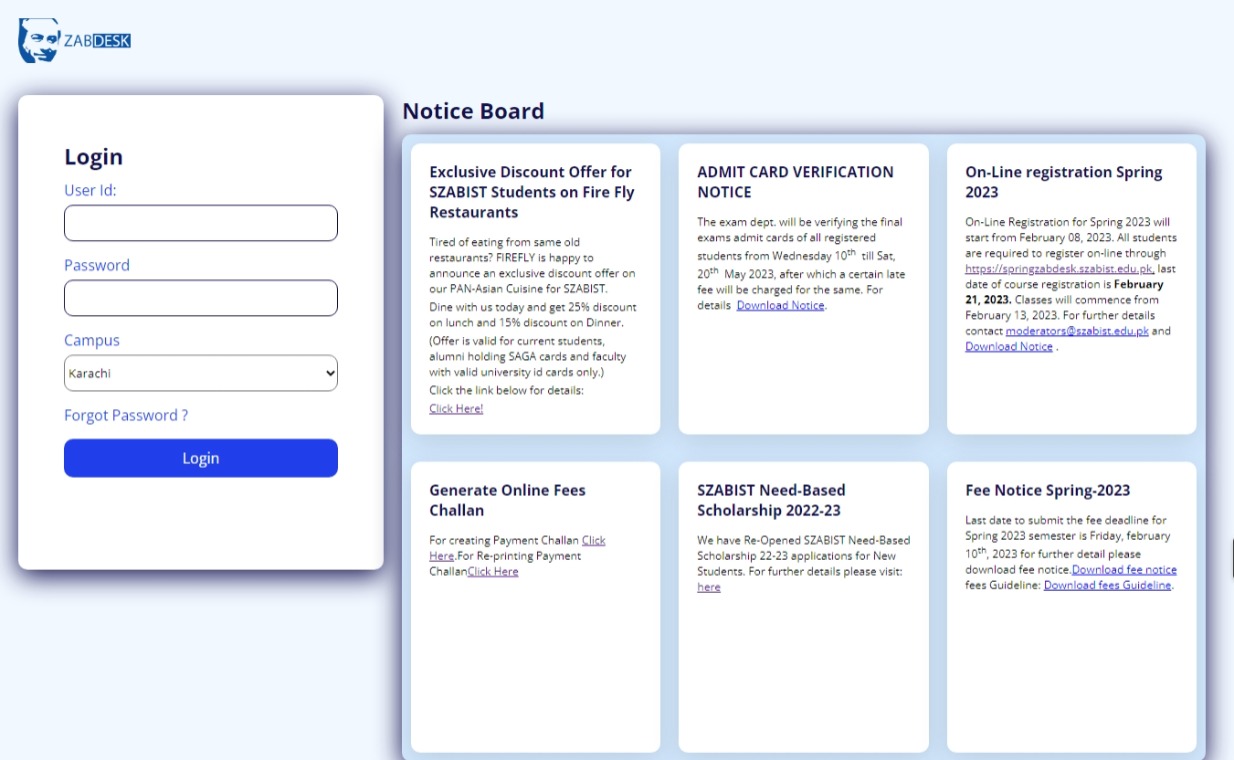 ZABDESK
Login
User Id:
Password
Campus
Karachi
Forgot Password ?
Login
Notice Board
Exclusive Discount Offer for
SZABIST Students on Fire Fly
Restaurants
Tired of eating from same old
restaurants? FIREFLY is happy to
announce an exclusive discount offer on
our PAN-Asian Cuisine for SZABIST.
Dine with us today and get 25% discount
on lunch and 15% discount on Dinner.
(Offer is valid for current students,
alumni holding SAGA cards and faculty
with valid university id cards only.)
Click the link below for details:
Click Here!
ADMIT CARD VERIFICATION
NOTICE
The exam dept. will be verifying the final
exams admit cards of all registered
students from Wednesday 10th till Sat,
20th May 2023, after which a certain late
fee will be charged for the same. For
details Download Notice.
On-Line registration Spring
2023
On-Line Registration for Spring 2023 will
start from February 08, 2023. All students
are required to register on-line through
https://springzabdesk.szabist.edu.pk, last
date of course registration is February
21, 2023. Classes will commence from
February 13, 2023. For further details
contact moderators@szabist.edu.pk and
Download Notice .
Generate Online Fees
Challan
For creating Payment Challan Click
Here.For Re-printing Payment
ChallanClick Here
SZABIST Need-Based
Scholarship 2022-23
We have Re-Opened SZABIST Need-Based
Scholarship 22-23 applications for New
Students. For further details please visit:
here
Fee Notice Spring-2023
Last date to submit the fee deadline for
Spring 2023 semester is Friday, february
10th, 2023 for further detail please
download fee notice.Download fee notice
fees Guideline: Download fees Guideline.